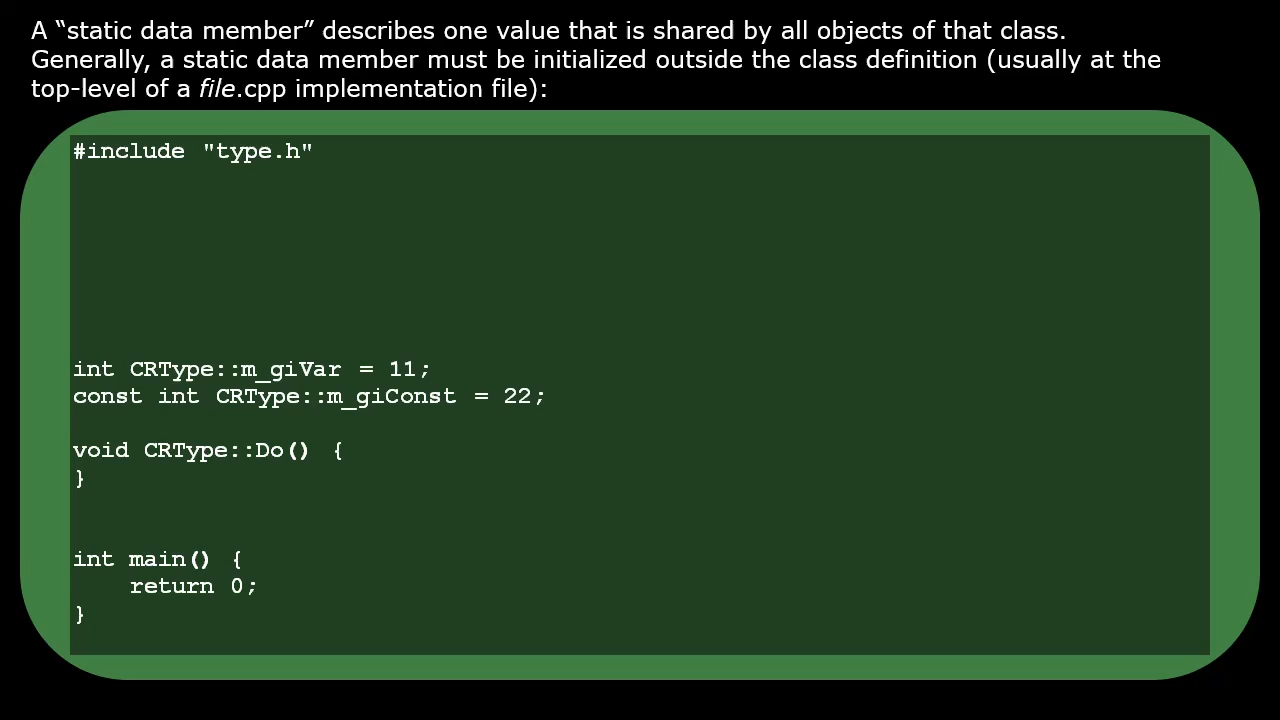 A “static data member” describes one value that is shared by all objects of that class.
Generally, a static data member must be initialized outside the class definition (usually at the
top-level of a file.cpp implementation file):
#include "type.h"
int CRType::m_giVar = 11;
const int CRType::m_giConst = 22;
void CRType::Do() {
}
int main() {
    return 0;
}